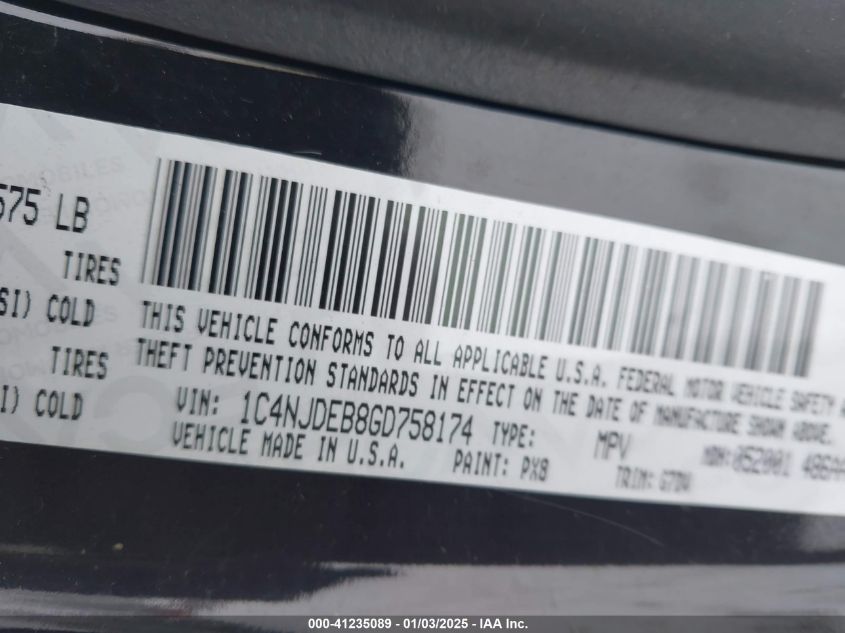 575 LB
TIRES
SI) COLD
TIRES
I) COLD
THIS VEHICLE CONFORMS TO ALL APPLICABLE U.S.A. FEDERAL MOTOR VEHICLE SAFETY
THEFT PREVENTION STANDARDS IN EFFECT ON THE DATE OF MANUFACTURE SHOWN ABOVE.
VIN: 1C4NJDEB8GD758174 TYPE: MPV
VEHICLE MADE IN U.S.A. PAINT: PX8 TRIM:
MDH: 052001
000-41235089 - 01/03/2025 - IAA Inc.